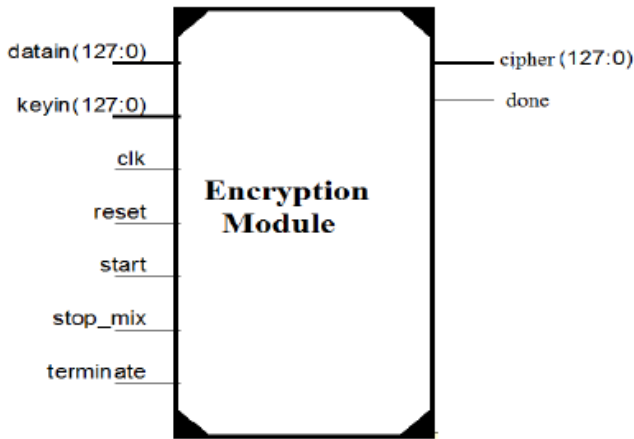 datain(127:0)
keyin(127:0)
clk
reset
start
stop_mix
terminate
Encryption
Module
cipher(127:0)
done